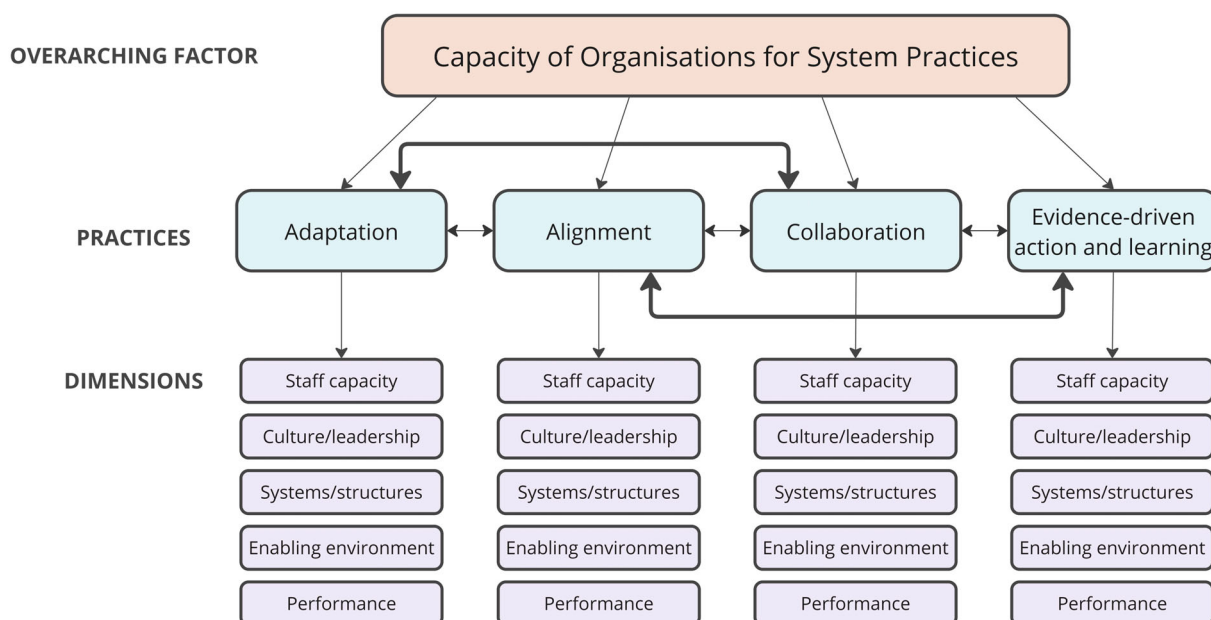 OVERARCHING FACTOR
Capacity of Organisations for System Practices
PRACTICES
Adaptation
Alignment
Collaboration
Evidence-driven
action and learning
DIMENSIONS
Staff capacity
Staff capacity
Staff capacity
Staff capacity
Culture/leadership
Culture/leadership
Culture/leadership
Culture/leadership
Systems/structures
Systems/structures
Systems/structures
Systems/structures
Enabling environment
Enabling environment
Enabling environment
Enabling environment
Performance
Performance
Performance
Performance